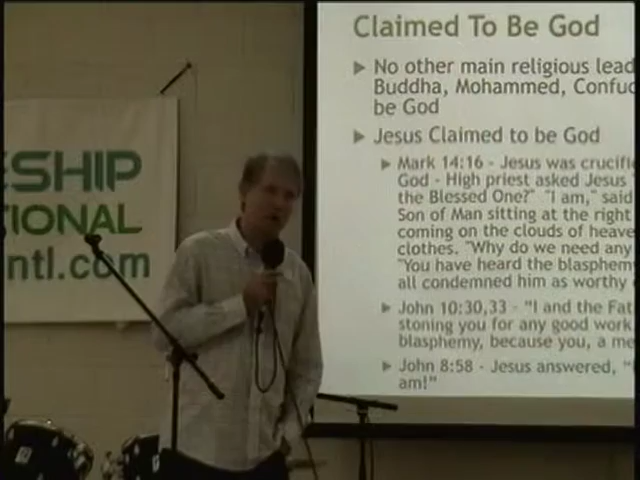 ESHIP
TIONAL
ntl.com
Claimed To Be God
No other main religious lead
Buddha, Mohammed, Confuc
be God
Jesus Claimed to be God
Mark 14:16 - Jesus was crucifi
God - High priest asked Jesus "
the Blessed One?" "I am," said
Son of Man sitting at the right
coming on the clouds of heave
clothes. "Why do we need any
"You have heard the blasphem
all condemned him as worthy
John 10:30,33 - "I and the Fat
stoning you for any good work
blasphemy, because you, a me
John 8:58 - Jesus answered, "
am!"